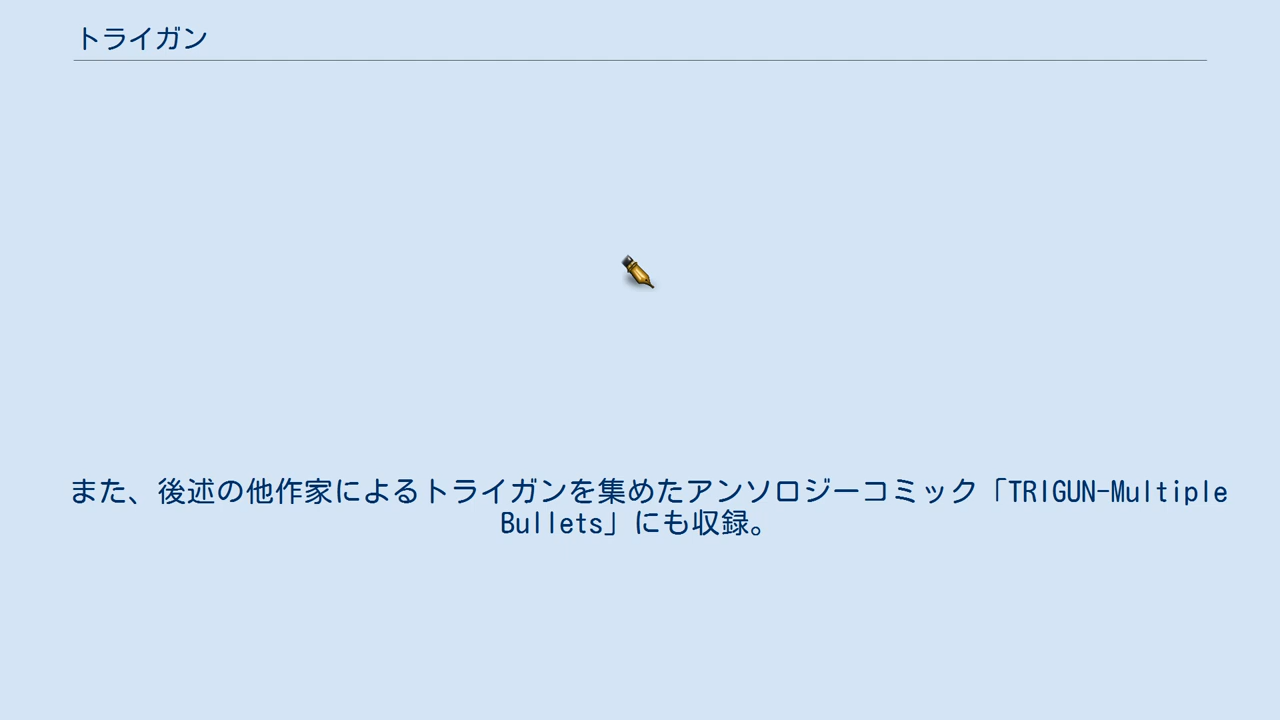 トライガン
また、後述の他作家によるトライガンを集めたアンソロジーコミック「TRIGUN-Multiple
Bullets」にも収録。